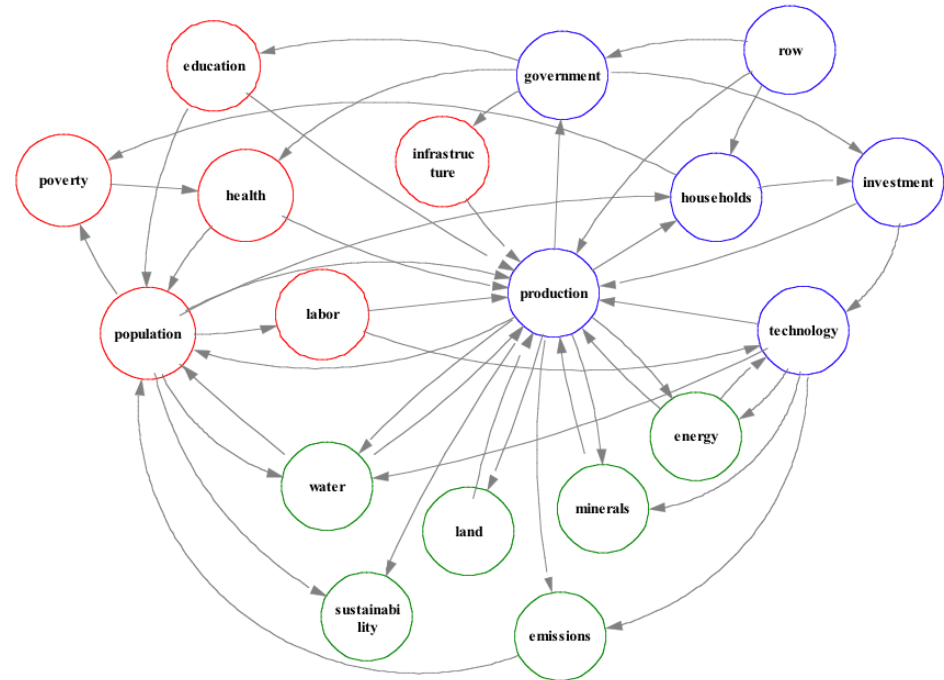 row
education
government
infrastruc
ture
poverty
health
households
investment
production
labor
population
technology
energy
water
minerals
land
sustainabi
lity
emissions